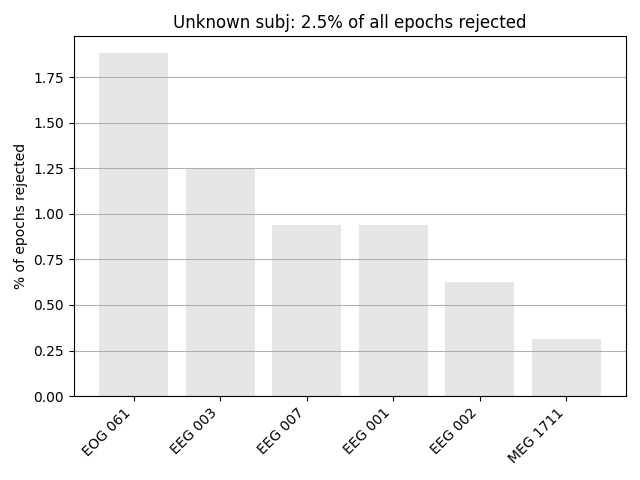 Unknown subj: 2.5% of all epochs rejected
% of epochs rejected
1.75
1.50
1.25
1.00
0.75
0.50
0.25
0.00
EOG 061
EEG 003
EEG 007
EEG 001
EEG 002
MEG 1711